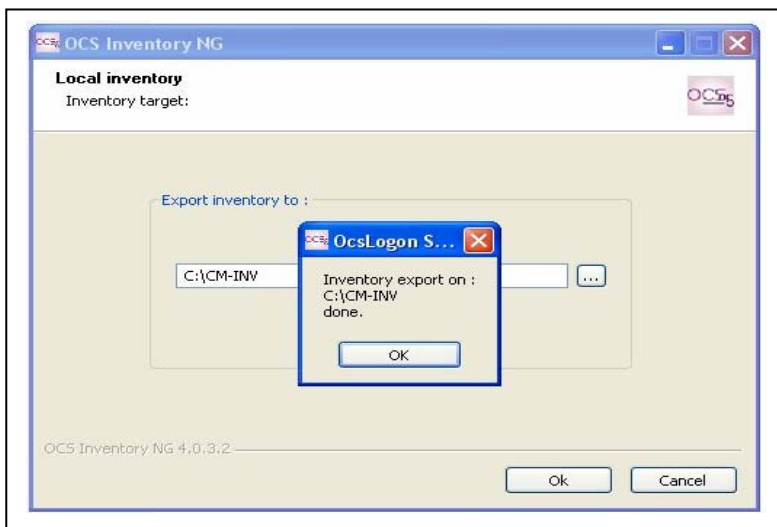 OCS Inventory NG
Local inventory
Inventory target:
Export inventory to :
C:\CM-INV
...
OcsLogon S...
Inventory export on :
C:\CM-INV
done.
OK
OCS Inventory NG 4.0.3.2
Ok
Cancel